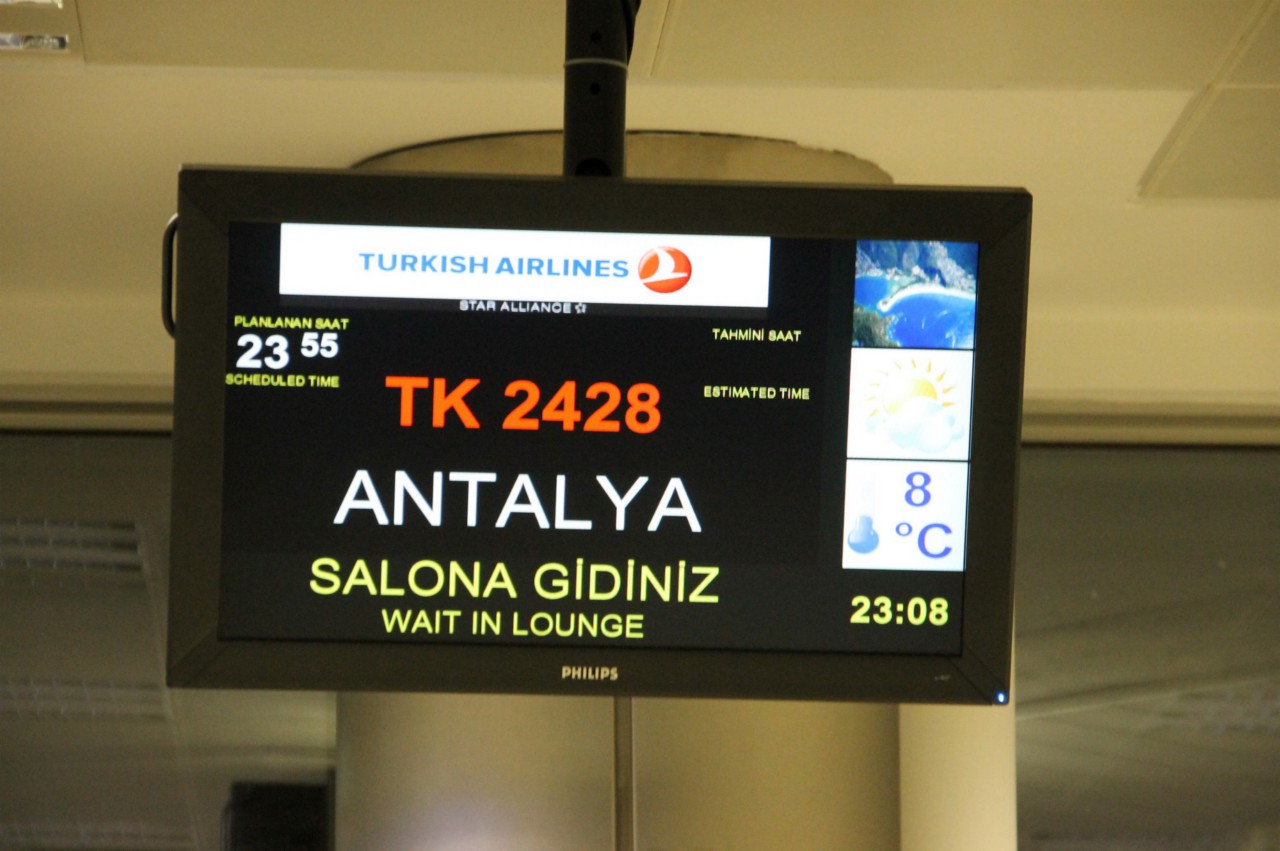 TURKISH AIRLINES
STAR ALLIANCE
PLANLANAN SAAT
23 55
SCHEDULED TIME
TAHMİNİ SAAT
ESTIMATED TIME
TK 2428
ANTALYA
SALONA GİDİNİZ
WAIT IN LOUNGE
8
°C
23:08
PHILIPS